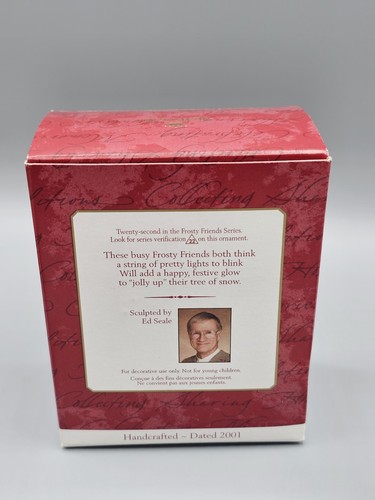 Twenty-second in the Frosty Friends Series.
Look for series verification 22 on this ornament.
These busy Frosty Friends both think
a string of pretty lights to blink
Will add a happy, festive glow
to "jolly up" their tree of snow.
Sculpted by
Ed Seale
For decorative use only. Not for young children.
Conçus à des fins décoratives seulement.
Ne convient pas aux jeunes enfants.
Handcrafted ~ Dated 2001
Collecting